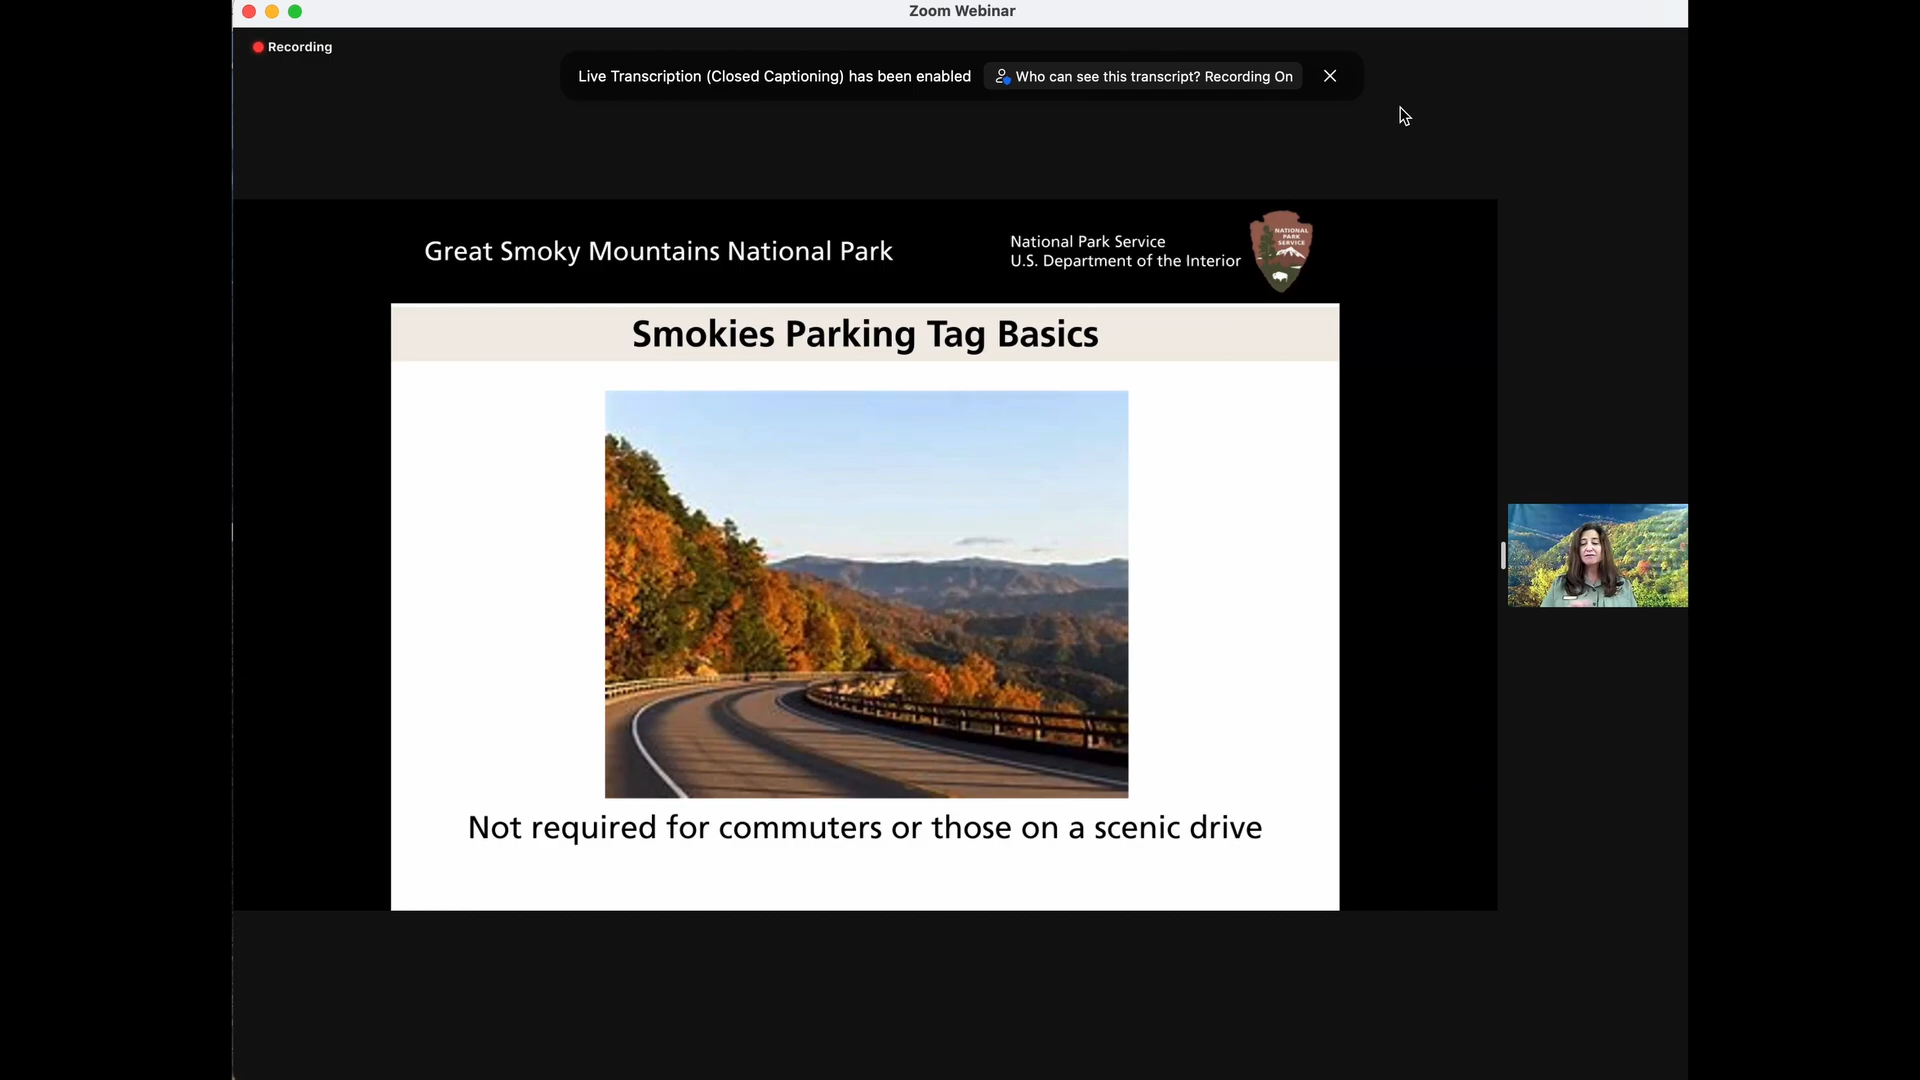 Zoom Webinar
Recording
Live Transcription (Closed Captioning) has been enabled
Who can see this transcript? Recording On
Great Smoky Mountains National Park
National Park Service
U.S. Department of the Interior
NATIONAL
PARK
SERVICE
Smokies Parking Tag Basics
Not required for commuters or those on a scenic drive